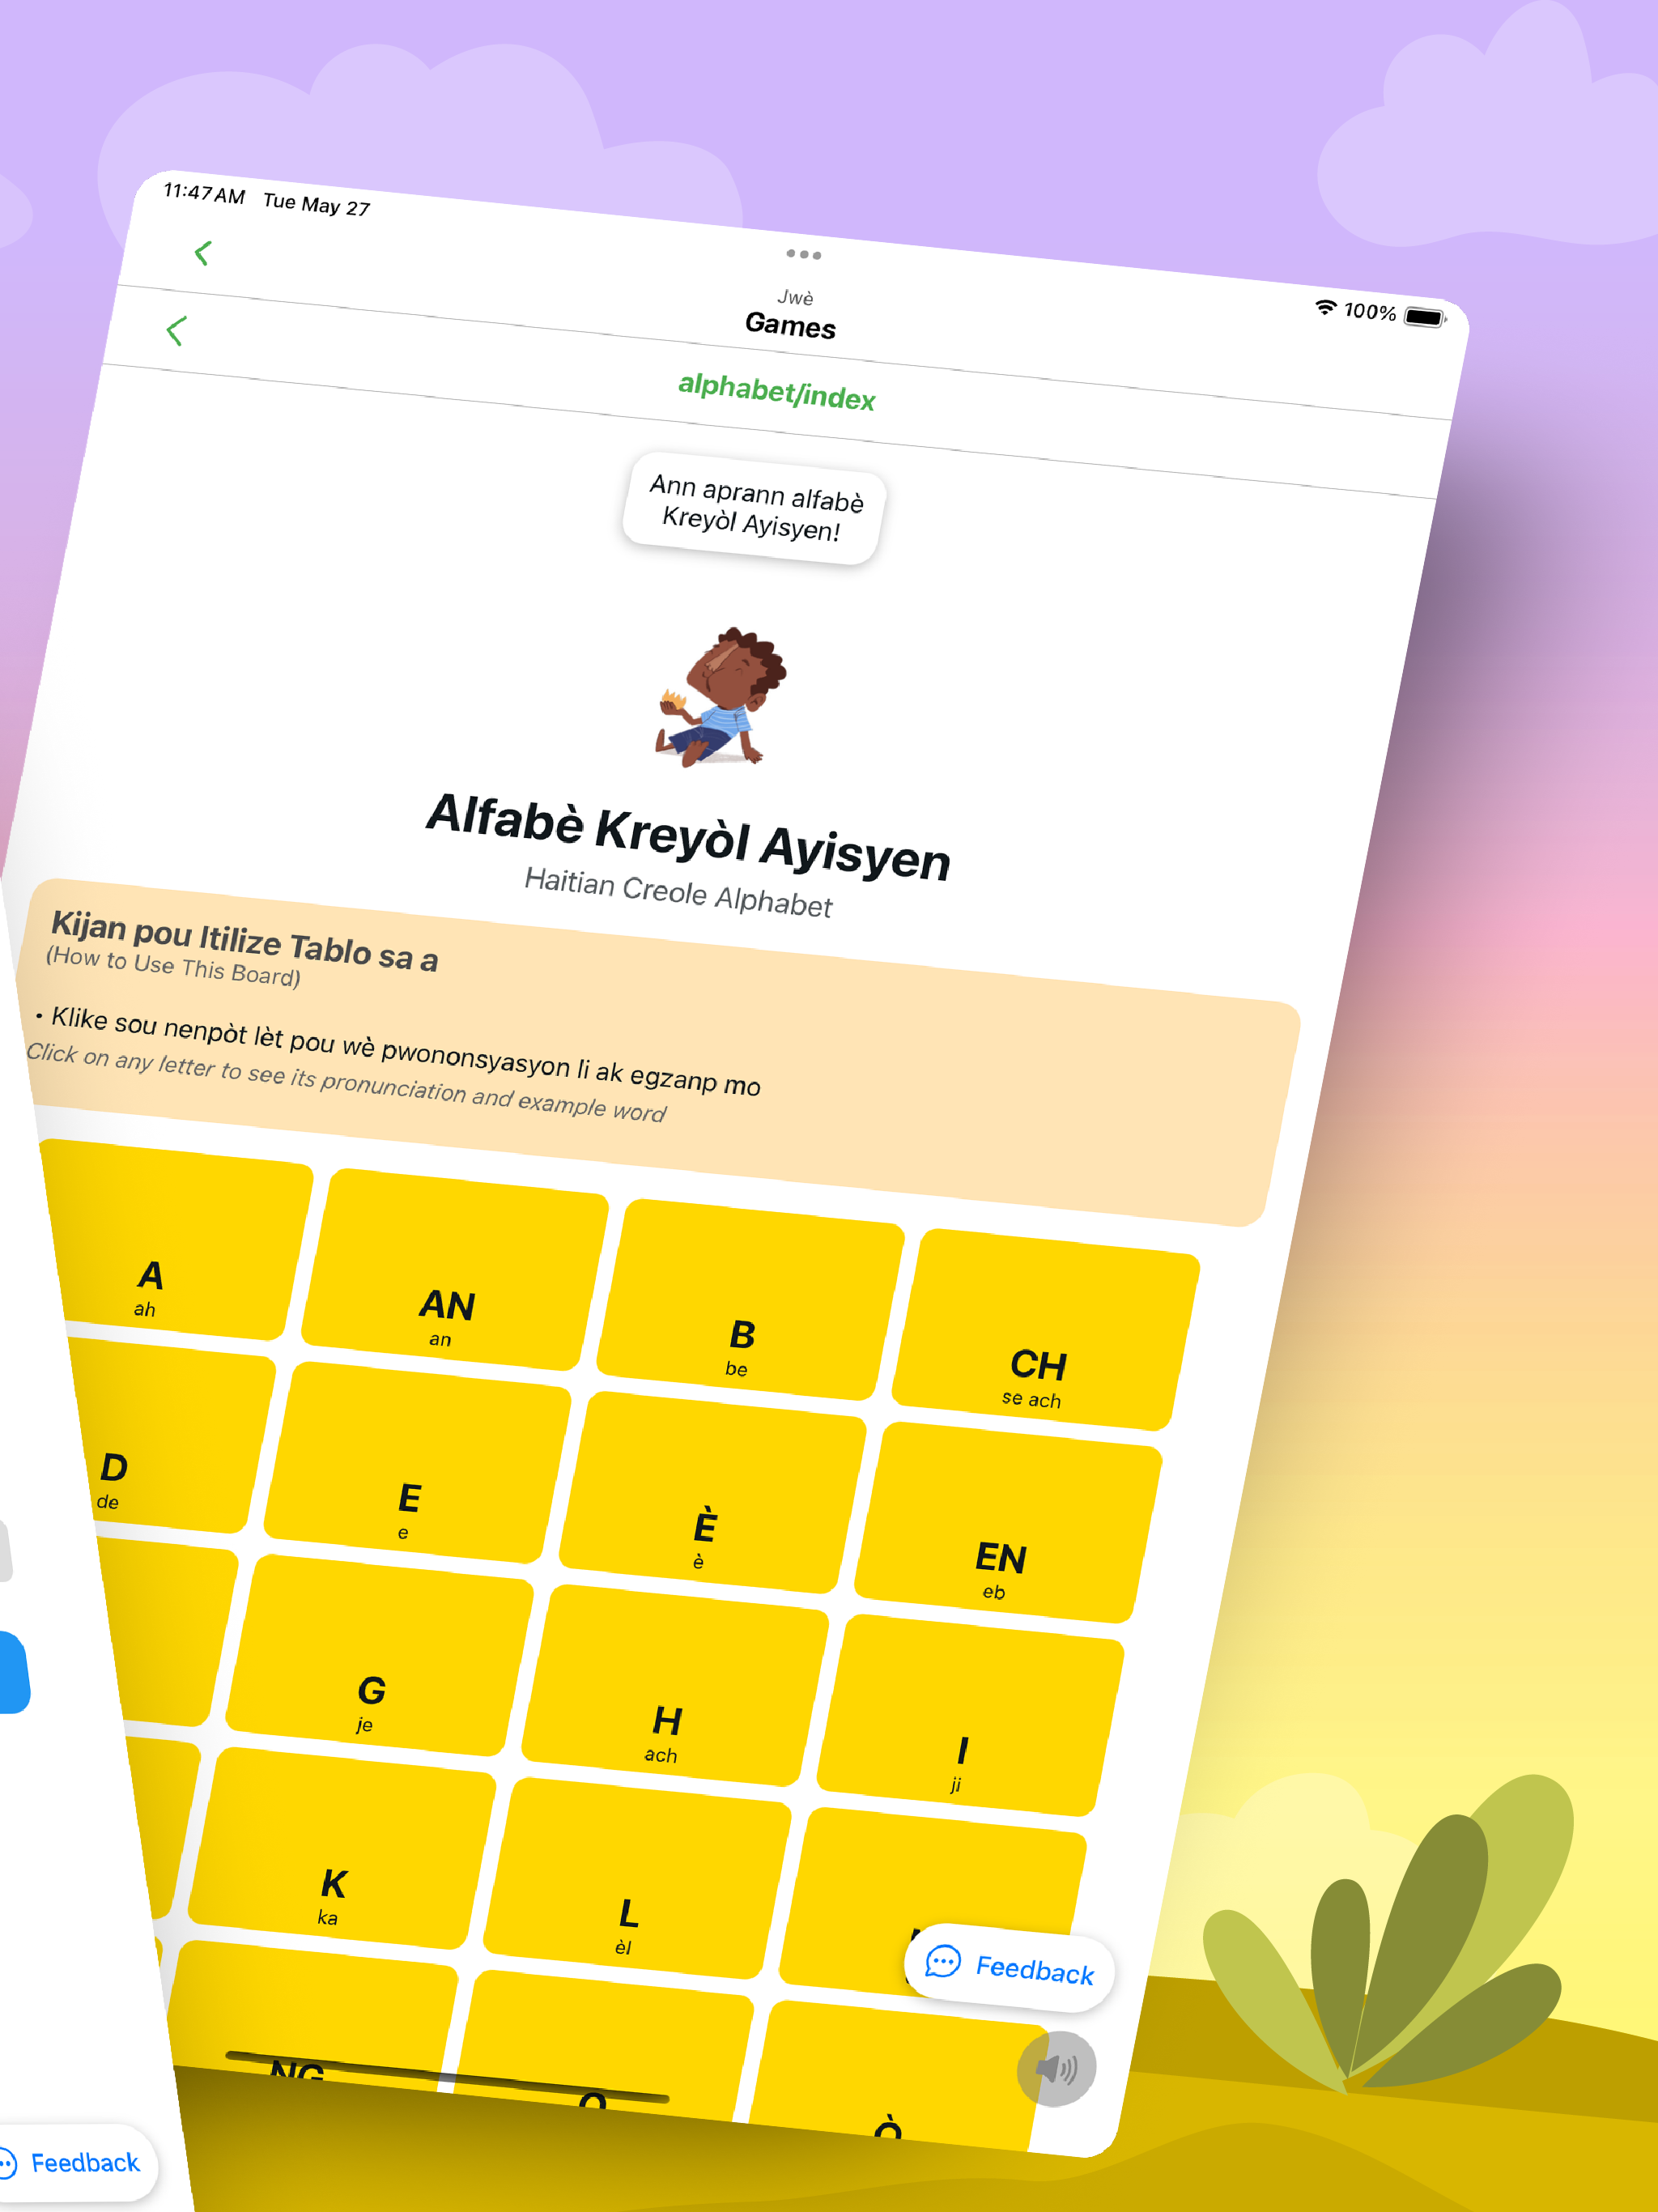 11:47 AM Tue May 27
100%
Jwè
Games
alphabet/index
Ann aprann alfabè
Kreyòl Ayisyen!
Alfabè Kreyòl Ayisyen
Haitian Creole Alphabet
Kijan pou Itilize Tablo sa a
(How to Use This Board)
• Klike sou nenpòt lèt pou wè pwononsyasyon li ak egzanp mo
Click on any letter to see its pronunciation and example word
A
ah
AN
an
B
be
CH
se ach
D
de
E
e
È
è
EN
eb
G
je
H
ach
I
ji
K
ka
L
èl
Feedback
NG
O
Ò
Feedback